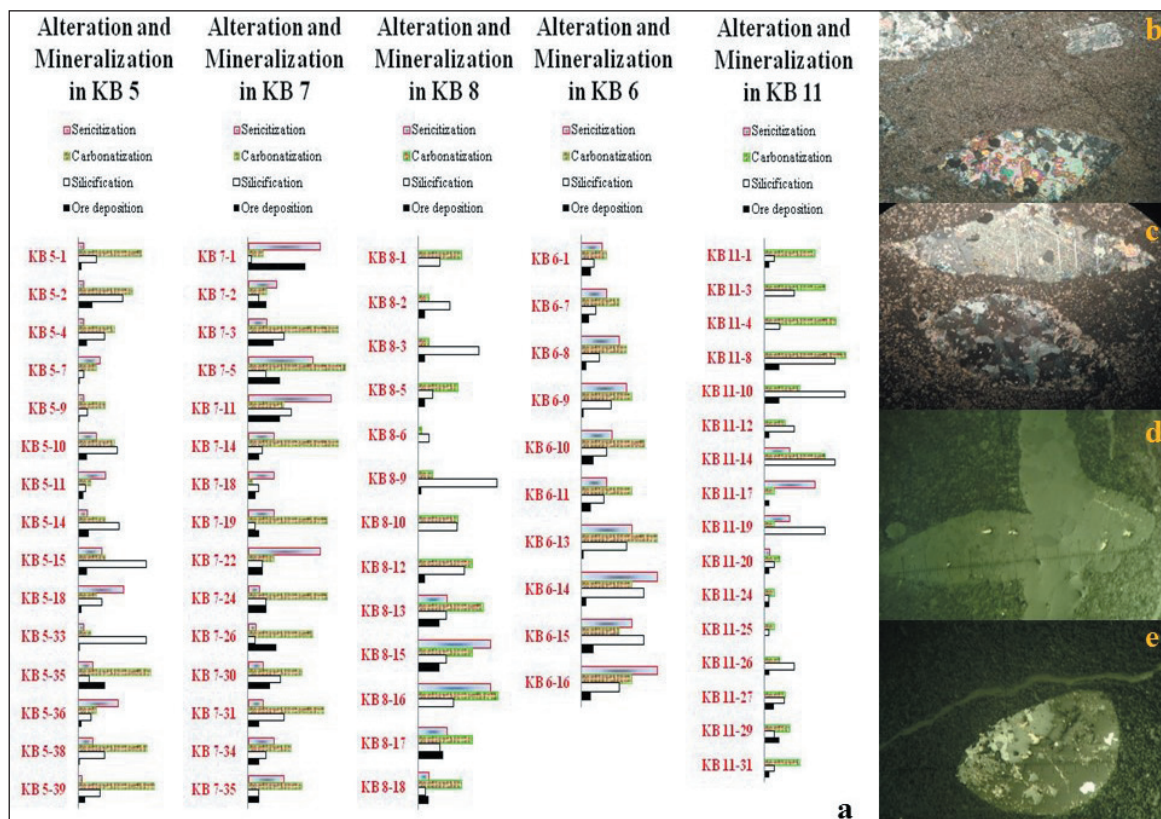 Alteration and
Mineralization
in KB 5
Sericitization
Carbonatization
Silicification
Ore deposition
KB 5-1
KB 5-2
KB 5-4
KB 5-7
KB 5-9
KB 5-10
KB 5-11
KB 5-14
KB 5-15
KB 5-18
KB 5-33
KB 5-35
KB 5-36
KB 5-38
KB 5-39
Alteration and
Mineralization
in KB 7
Sericitization
Carbonatization
Silicification
Ore deposition
KB 7-1
KB 7-2
KB 7-3
KB 7-5
KB 7-11
KB 7-14
KB 7-18
KB 7-19
KB 7-22
KB 7-24
KB 7-26
KB 7-30
KB 7-31
KB 7-34
KB 7-35
Alteration and
Mineralization
in KB 8
Sericitization
Carbonatization
Silicification
Ore deposition
KB 8-1
KB 8-2
KB 8-3
KB 8-5
KB 8-6
KB 8-9
KB 8-10
KB 8-12
KB 8-13
KB 8-15
KB 8-16
KB 8-17
KB 8-18
Alteration and
Mineralization
in KB 6
Sericitization
Carbonatization
Silicification
Ore deposition
KB 6-1
KB 6-7
KB 6-8
KB 6-9
KB 6-10
KB 6-11
KB 6-13
KB 6-14
KB 6-15
KB 6-16
Alteration and
Mineralization
in KB 11
Sericitization
Carbonatization
Silicification
Ore deposition
KB 11-1
KB 11-3
KB 11-4
KB 11-8
KB 11-10
KB 11-12
KB 11-14
KB 11-17
KB 11-19
KB 11-20
KB 11-24
KB 11-25
KB 11-26
KB 11-27
KB 11-29
KB 11-31
a
b
c
d
e